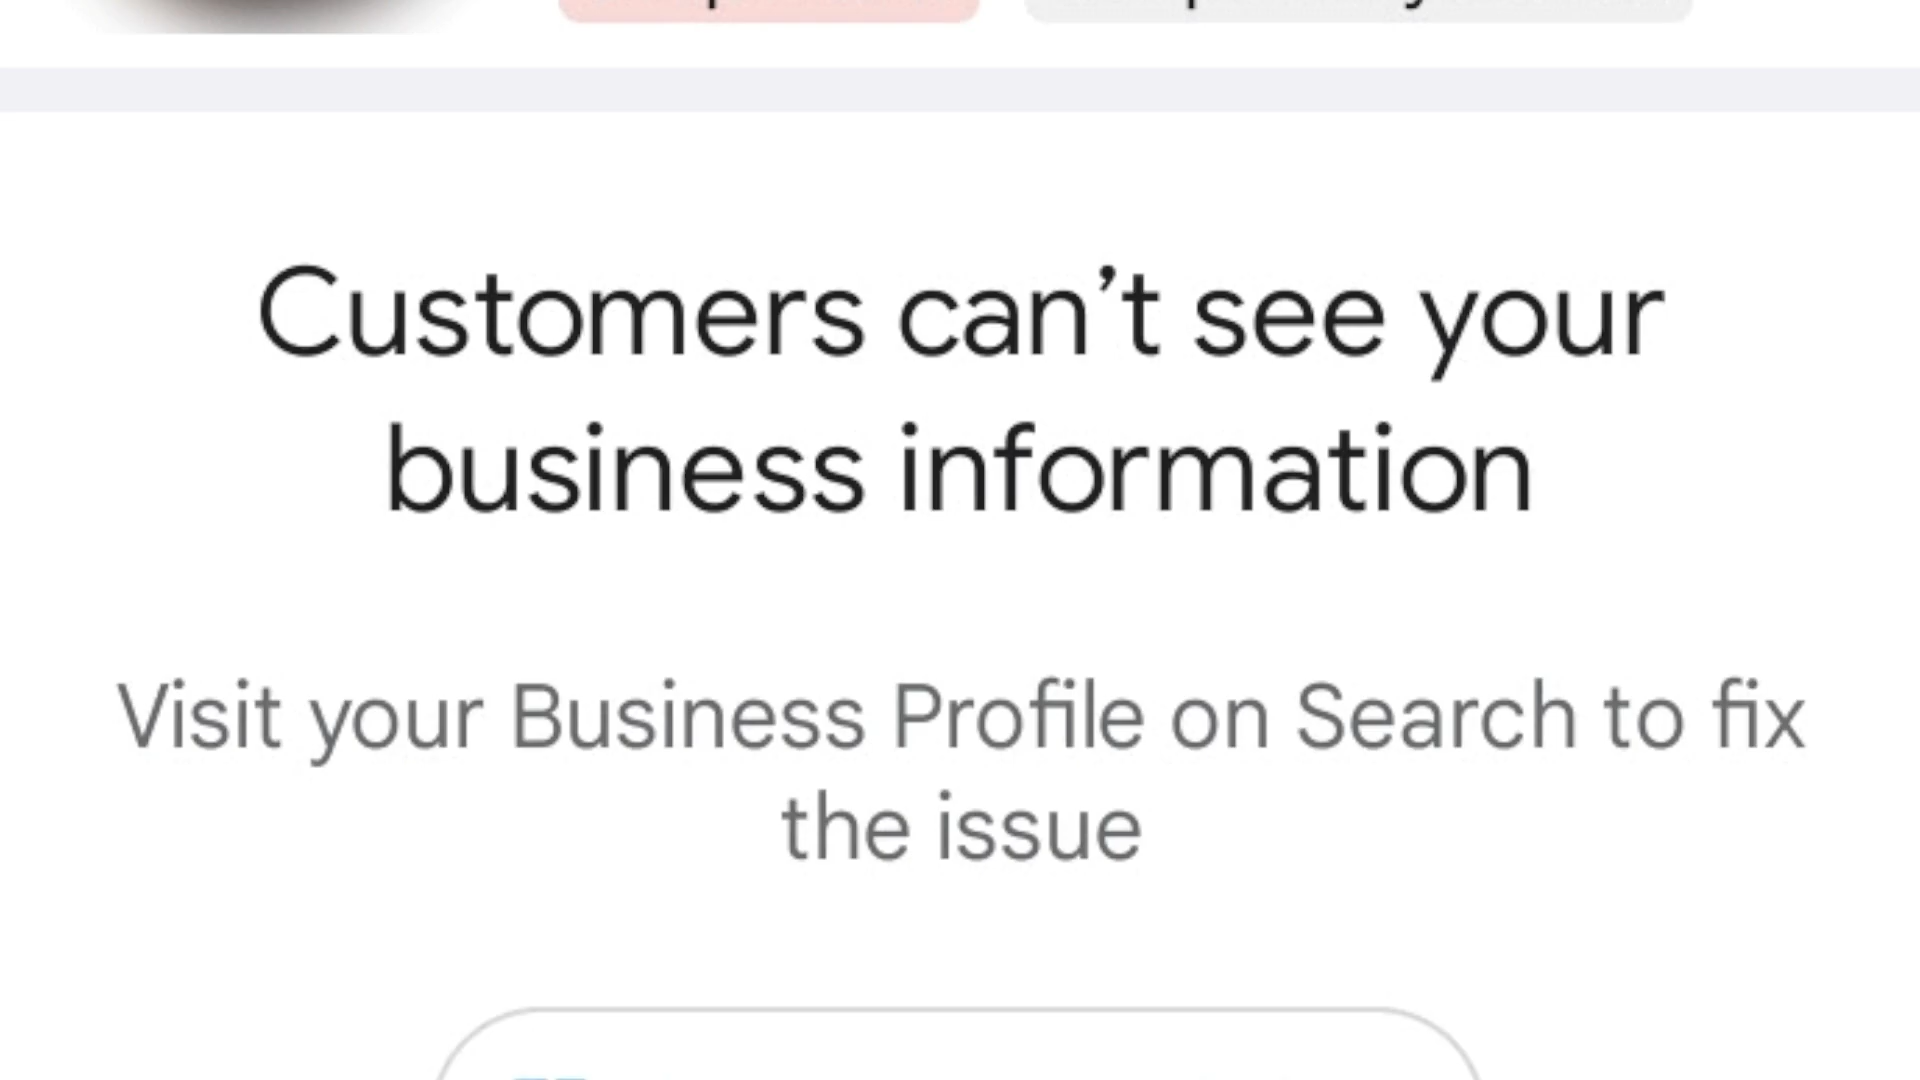 Customers can’t see your
business information
Visit your Business Profile on Search to fix
the issue